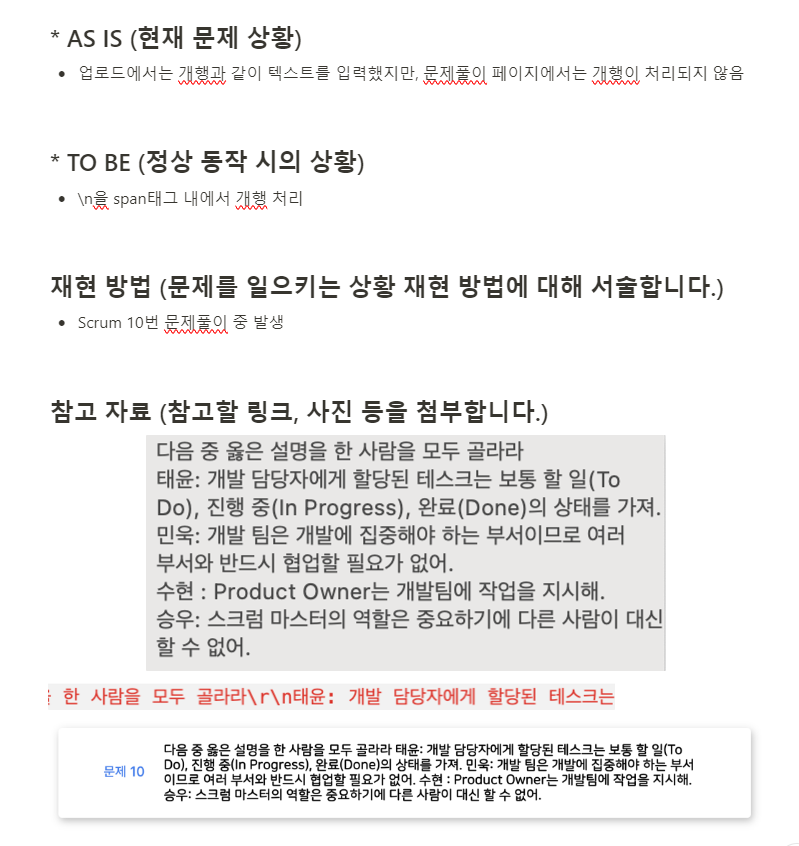 * AS IS (현재 문제 상황)
• 업로드에서는 개행과 같이 텍스트를 입력했지만, 문제풀이 페이지에서는 개행이 처리되지 않음
* TO BE (정상 동작 시의 상황)
• \n을 span태그 내에서 개행 처리
재현 방법 (문제를 일으키는 상황 재현 방법에 대해 서술합니다.)
• Scrum 10번 문제풀이 중 발생
참고 자료 (참고할 링크, 사진 등을 첨부합니다.)
다음 중 옳은 설명을 한 사람을 모두 골라라
태윤: 개발 담당자에게 할당된 테스크는 보통 할 일(To
Do), 진행 중(In Progress), 완료(Done)의 상태를 가져.
민욱: 개발 팀은 개발에 집중해야 하는 부서이므로 여러
부서와 반드시 협업할 필요가 없어.
수현 : Product Owner는 개발팀에 작업을 지시해.
승우: 스크럼 마스터의 역할은 중요하기에 다른 사람이 대신
할 수 없어.
한 사람을 모두 골라라\r\n태윤: 개발 담당자에게 할당된 테스크는
문제 10
다음 중 옳은 설명을 한 사람을 모두 골라라 태윤: 개발 담당자에게 할당된 테스크는 보통 할 일(To
Do), 진행 중(In Progress), 완료(Done)의 상태를 가져. 민욱: 개발 팀은 개발에 집중해야 하는 부서
이므로 여러 부서와 반드시 협업할 필요가 없어. 수현 : Product Owner는 개발팀에 작업을 지시해.
승우: 스크럼 마스터의 역할은 중요하기에 다른 사람이 대신 할 수 없어.